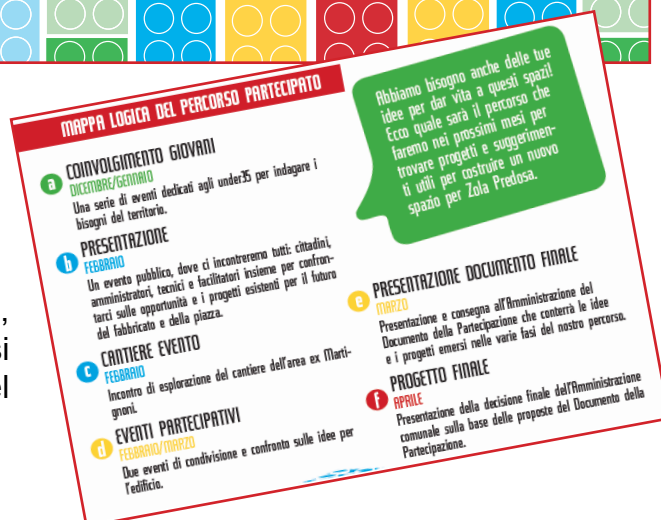 MAPPA LOGICA DEL PERCORSO PARTECIPATO
a COINVOLGIMENTO GIOVANI
DICEMBRE/GENNAIO
Una serie di eventi dedicati agli under35 per indagare i
bisogni del territorio.
b PRESENTAZIONE
FEBBRAIO
Un evento pubblico, dove ci incontreremo tutti: cittadini,
amministratori, tecnici e facilitatori insieme per confron-
tarci sulle opportunità e i progetti esistenti per il futuro
del fabbricato e della piazza.
c CANTIERE EVENTO
FEBBRAIO
Incontro di esplorazione del cantiere dell'area ex Marti-
gnoni.
d EVENTI PARTECIPATIVI
FEBBRAIO/MARZO
Due eventi di condivisione e confronto sulle idee per
l'edificio.
Abbiamo bisogno anche delle tue
idee per dar vita a questi spazi!
Ecco quale sarà il percorso che
faremo nei prossimi mesi per
trovare progetti e suggerimen-
ti utili per costruire un nuovo
spazio per Zola Predosa.
e PRESENTAZIONE DOCUMENTO FINALE
MARZO
Presentazione e consegna all'Amministrazione del
Documento della Partecipazione che conterrà le idee
e i progetti emersi nelle varie fasi del nostro percorso.
f PROGETTO FINALE
APRILE
Presentazione della decisione finale dell'Amministrazione
comunale sulla base delle proposte del Documento della
Partecipazione.
,
si
el